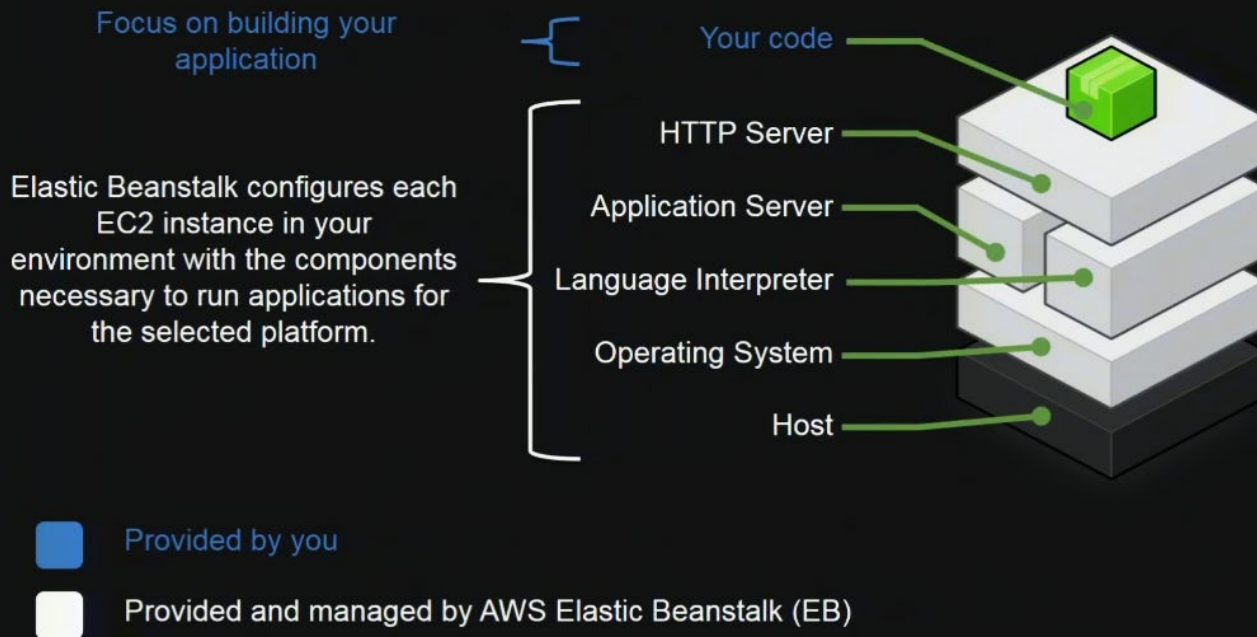 Focus on building your
application
Your code
HTTP Server
Application Server
Language Interpreter
Operating System
Host
Elastic Beanstalk configures each
EC2 instance in your
environment with the components
necessary to run applications for
the selected platform.
Provided by you
Provided and managed by AWS Elastic Beanstalk (EB)